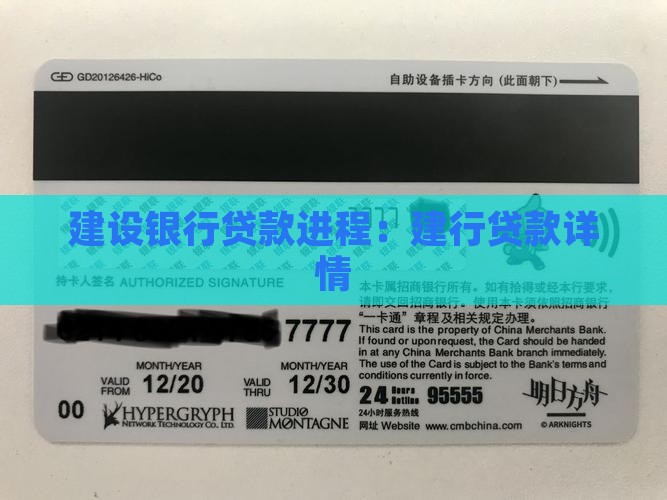 GD20126426-HiCo
自助设备插卡方向 (此面朝下)
7777
建设银行贷款进程：建行贷款详
情
持卡人签名 AUTHORIZED SIGNATURE
本卡属招商银行所有。如有拾得或经本行要求，
请即交回招商银行。使用本卡须依照招商银行
“一卡通”章程及相关规定办理。
This card is the property of China Merchants Bank.
If found or upon request, the Card should be handed
in at any China Merchants Bank branch immediately.
The use of the Card is subject to the Bank's terms and
conditions currently in force.
7777
MONTH/YEAR
VALID FROM 12/20
MONTH/YEAR
VALID THRU 12/30
24 Hours Hotline 95555
24小时服务热线
网址 Website www.cmbchina.com
00
HYPERGRYPH
NETWORK TECHNOLOGY CO., LTD.
STUDIO
MØNTAGNE
明日方舟
© ARKNIGHTS